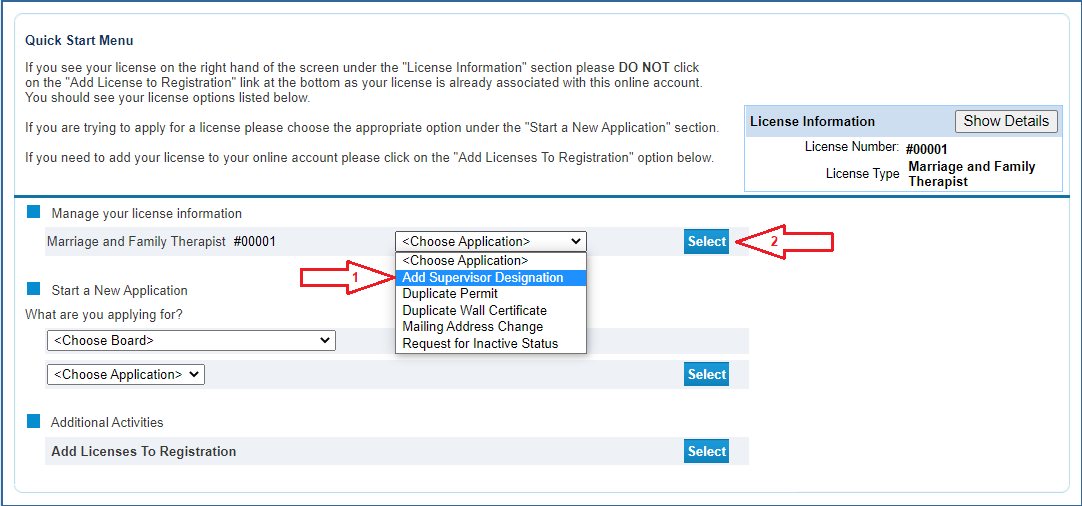 Quick Start Menu
If you see your license on the right hand of the screen under the "License Information" section please DO NOT click
on the "Add License to Registration" link at the bottom as your license is already associated with this online account.
You should see your license options listed below.
If you are trying to apply for a license please choose the appropriate option under the "Start a New Application" section.
If you need to add your license to your online account please click on the "Add Licenses To Registration" option below.
License Information Show Details
License Number: #00001
License Type Marriage and Family
Therapist
Manage your license information
Marriage and Family Therapist #00001 <Choose Application> Select 2
<Choose Application>
1 Add Supervisor Designation
Duplicate Permit
Duplicate Wall Certificate
Mailing Address Change
Request for Inactive Status
Start a New Application
What are you applying for?
<Choose Board>
<Choose Application> Select
Additional Activities
Add Licenses To Registration Select